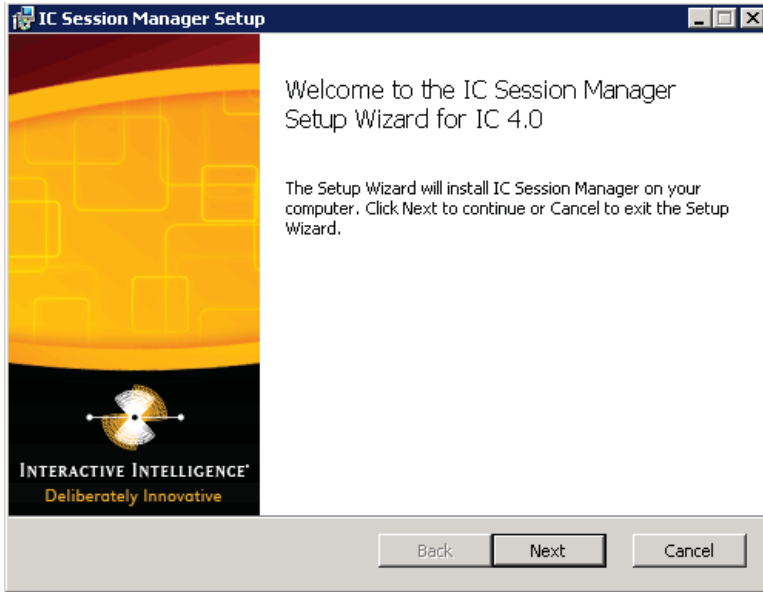 IC Session Manager Setup
Welcome to the IC Session Manager
Setup Wizard for IC 4.0
The Setup Wizard will install IC Session Manager on your
computer. Click Next to continue or Cancel to exit the Setup
Wizard.
INTERACTIVE INTELLIGENCE®
Deliberately Innovative
Back Next Cancel